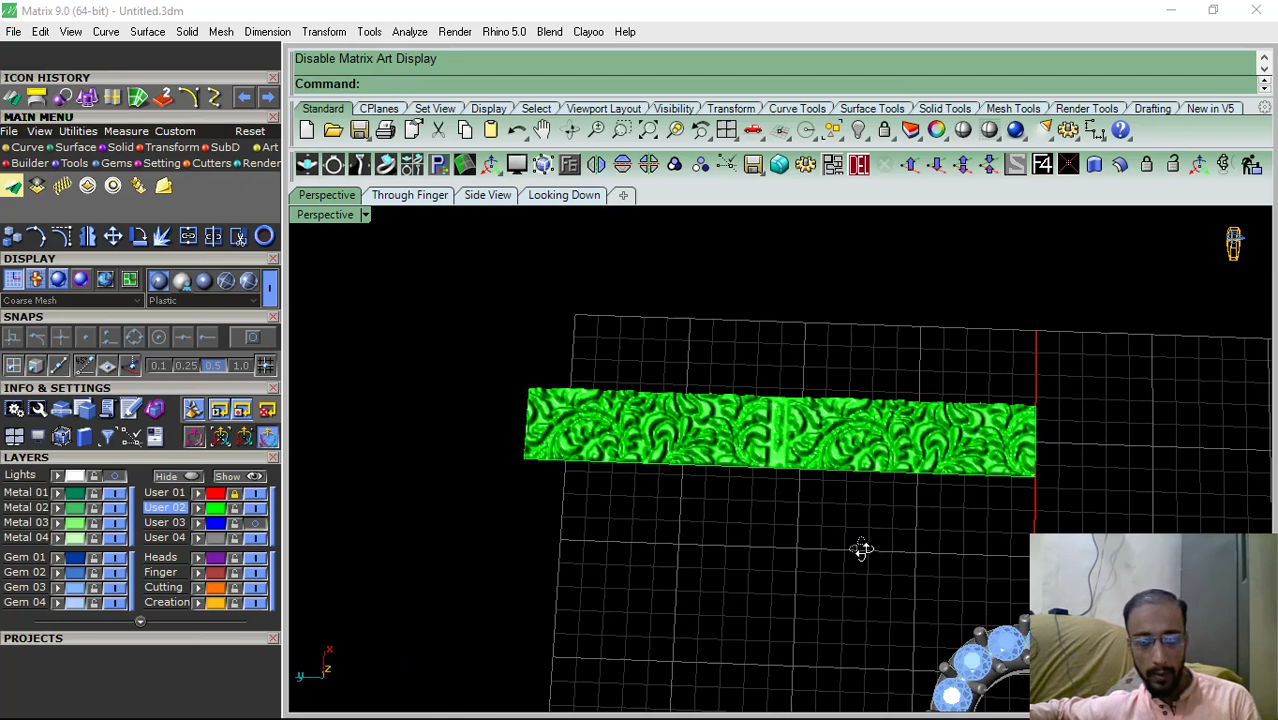 Matrix 9.0 (64-bit) - Untitled.3dm
File Edit View Curve Surface Solid Mesh Dimension Transform Tools Analyze Render Rhino 5.0 Blend Clayoo Help
Disable Matrix Art Display
Command:
ICON HISTORY
Standard CPlanes Set View Display Select Viewport Layout Visibility Transform Curve Tools Surface Tools Solid Tools Mesh Tools Render Tools Drafting New in V5
MAIN MENU
File View Utilities Measure Custom Reset
Curve Surface Solid Transform SubD Art
Builder Tools Gems Setting Cutters Render
F4
Perspective Through Finger Side View Looking Down
Perspective
DISPLAY
Coarse Mesh Plastic
SNAPS
0.1 0.25 0.5 1.0
INFO & SETTINGS
LAYERS
Lights Hide Show
Metal 01 User 01
Metal 02 User 02
Metal 03 User 03
Metal 04 User 04
Gem 01 Heads
Gem 02 Finger
Gem 03 Cutting
Gem 04 Creation
PROJECTS
x
y z